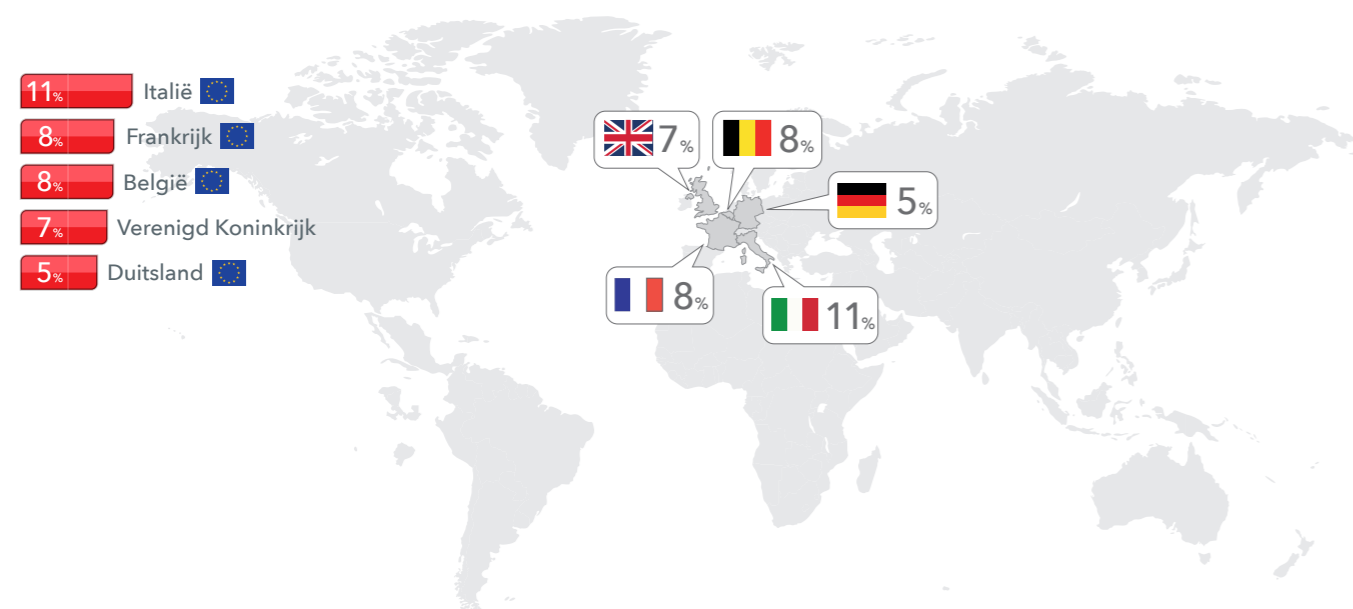 11% Italië
8% Frankrijk
8% België
7% Verenigd Koninkrijk
5% Duitsland
7%
8%
5%
8%
11%